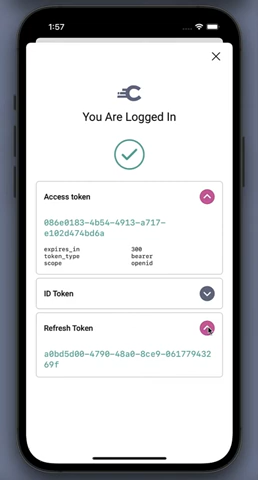 1:57
You Are Logged In
Access token
086e0183-4b54-4913-a717-
e102d474bd6a
expires_in 300
token_type bearer
scope openid
ID Token
Refresh Token
a0bd5d00-4790-48a0-8ce9-061779432
69f